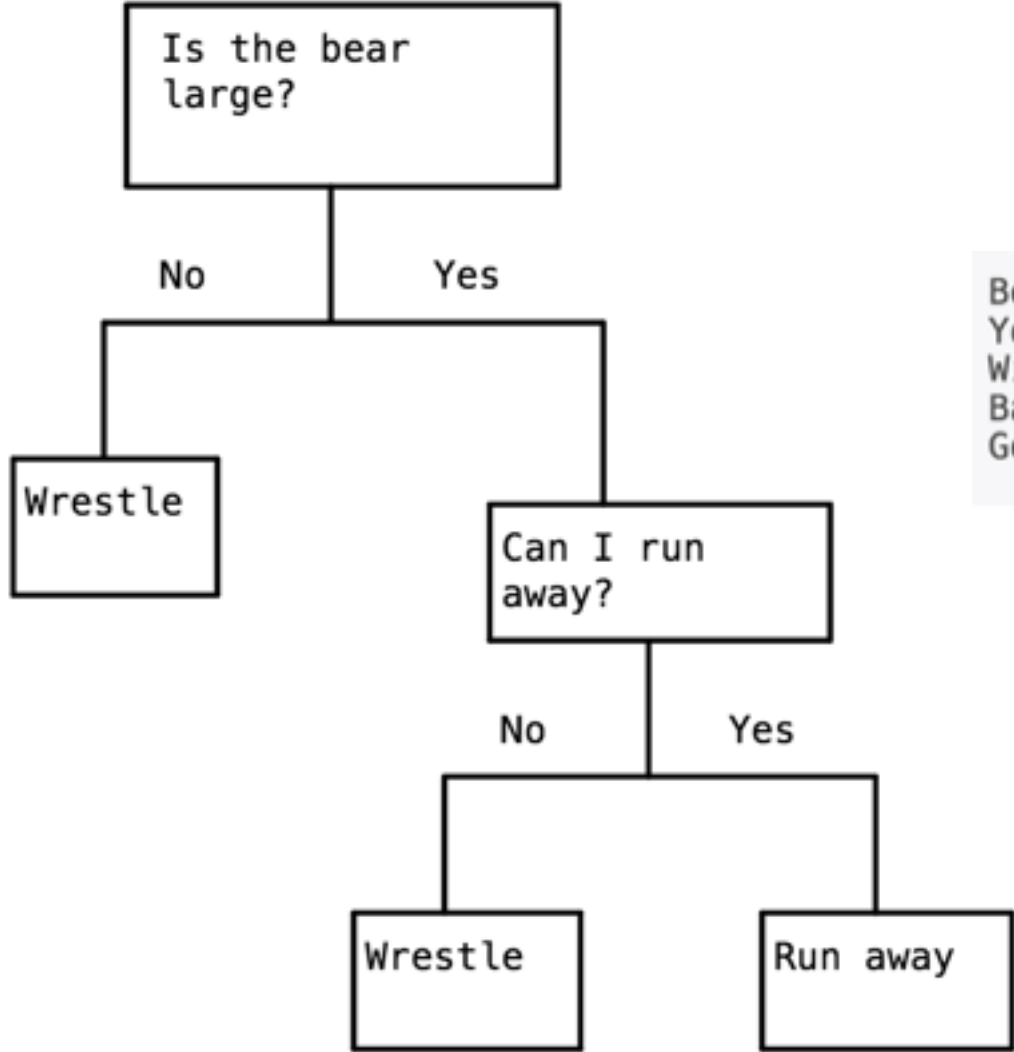 Is the bear
large?
No
Yes
Wrestle
Can I run
away?
No
Yes
Wrestle
Run away